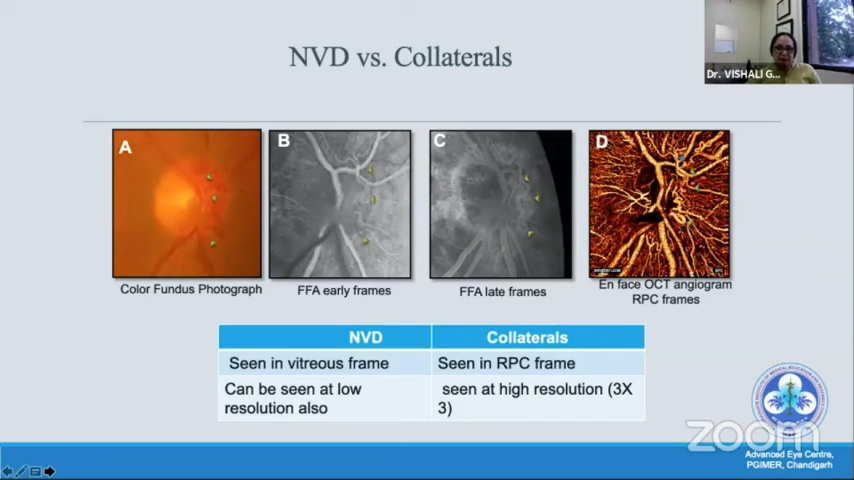 NVD vs. Collaterals
Dr. VISHALI G...
A
B
C
D
Color Fundus Photograph
FFA early frames
FFA late frames
En face OCT angiogram
RPC frames
NVD
Collaterals
Seen in vitreous frame
Seen in RPC frame
Can be seen at low
resolution also
seen at high resolution (3X
3)
zoom
Advanced Eye Centre,
PGIMER, Chandigarh